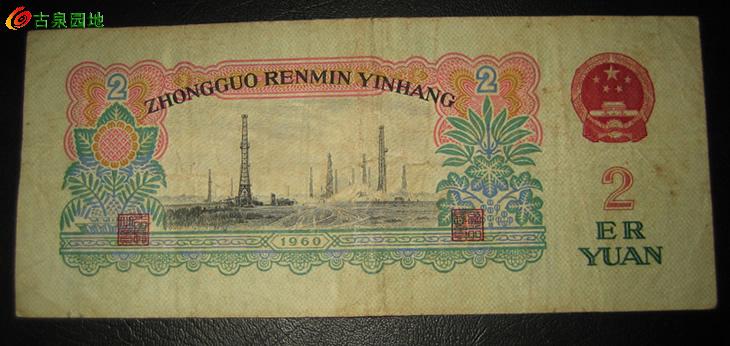 古泉园地
2
ZHONGGUO RENMIN YINHANG
2
1960
2
ER
YUAN